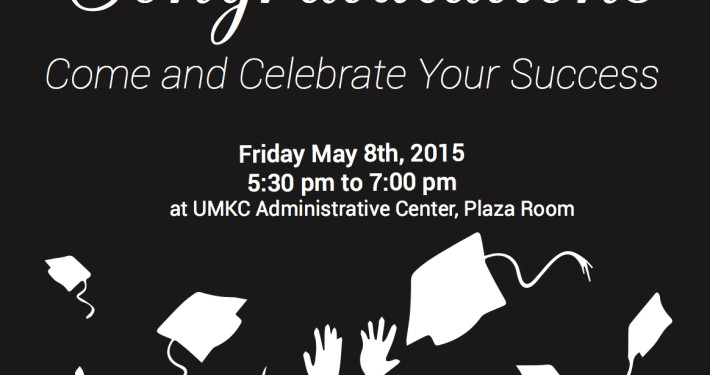 Congratulations
Come and Celebrate Your Success
Friday May 8th, 2015
5:30 pm to 7:00 pm
at UMKC Administrative Center, Plaza Room